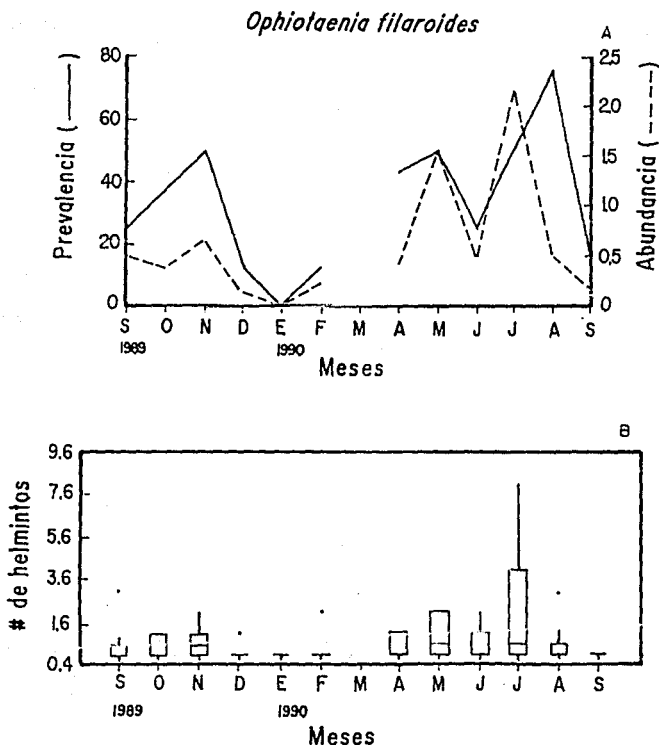 Ophiotaenia filaroides
A
Prevalencia (——)
80
60
40
20
0
2.5
2.0
1.5
1.0
0.5
0
Abundancia (----)
S O N D E F M A M J J A S
1989 1990
Meses
B
# de helmintos
9.6
7.6
5.6
3.6
1.6
0.4
S O N D E F M A M J J A S
1989 1990
Meses